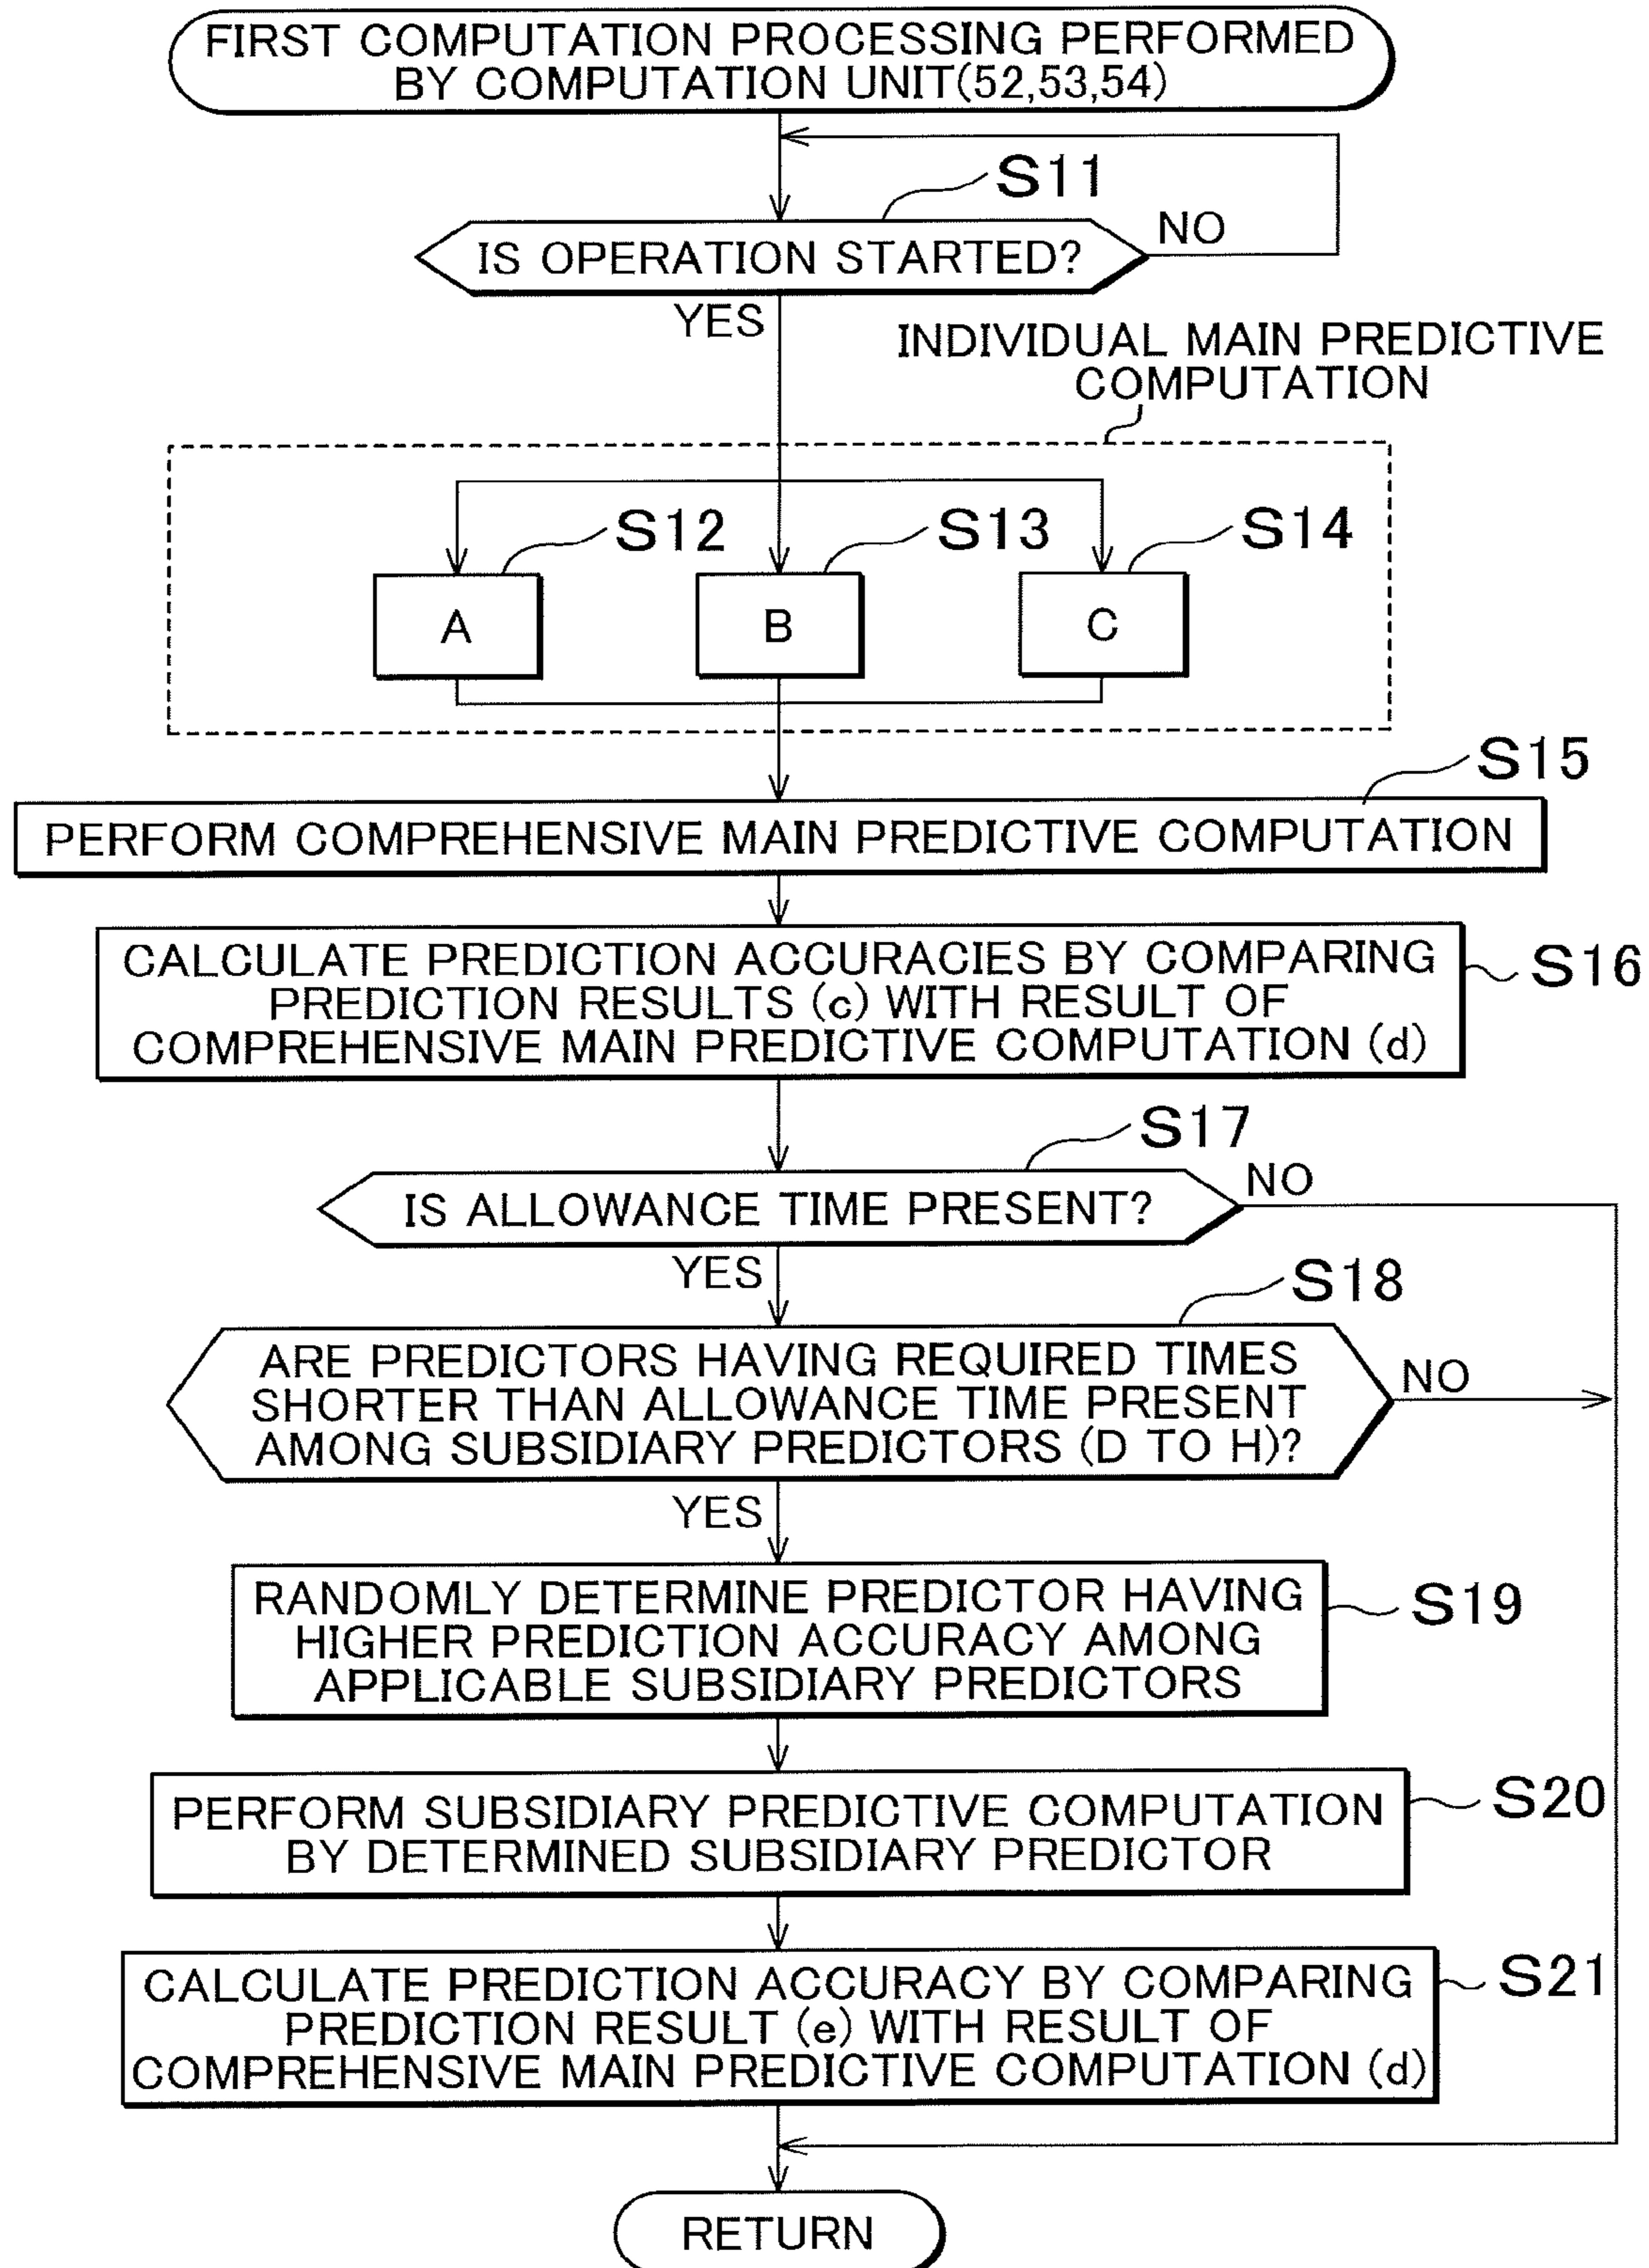 FIRST COMPUTATION PROCESSING PERFORMED
BY COMPUTATION UNIT(52,53,54)
S11
IS OPERATION STARTED?
NO
YES
INDIVIDUAL MAIN PREDICTIVE
COMPUTATION
S12
S13
S14
A
B
C
S15
PERFORM COMPREHENSIVE MAIN PREDICTIVE COMPUTATION
CALCULATE PREDICTION ACCURACIES BY COMPARING
PREDICTION RESULTS (c) WITH RESULT OF
COMPREHENSIVE MAIN PREDICTIVE COMPUTATION (d)
S16
S17
IS ALLOWANCE TIME PRESENT?
NO
YES
S18
ARE PREDICTORS HAVING REQUIRED TIMES
SHORTER THAN ALLOWANCE TIME PRESENT
AMONG SUBSIDIARY PREDICTORS (D TO H)?
NO
YES
RANDOMLY DETERMINE PREDICTOR HAVING
HIGHER PREDICTION ACCURACY AMONG
APPLICABLE SUBSIDIARY PREDICTORS
S19
PERFORM SUBSIDIARY PREDICTIVE COMPUTATION
BY DETERMINED SUBSIDIARY PREDICTOR
S20
CALCULATE PREDICTION ACCURACY BY COMPARING
PREDICTION RESULT (e) WITH RESULT OF
COMPREHENSIVE MAIN PREDICTIVE COMPUTATION (d)
S21
RETURN